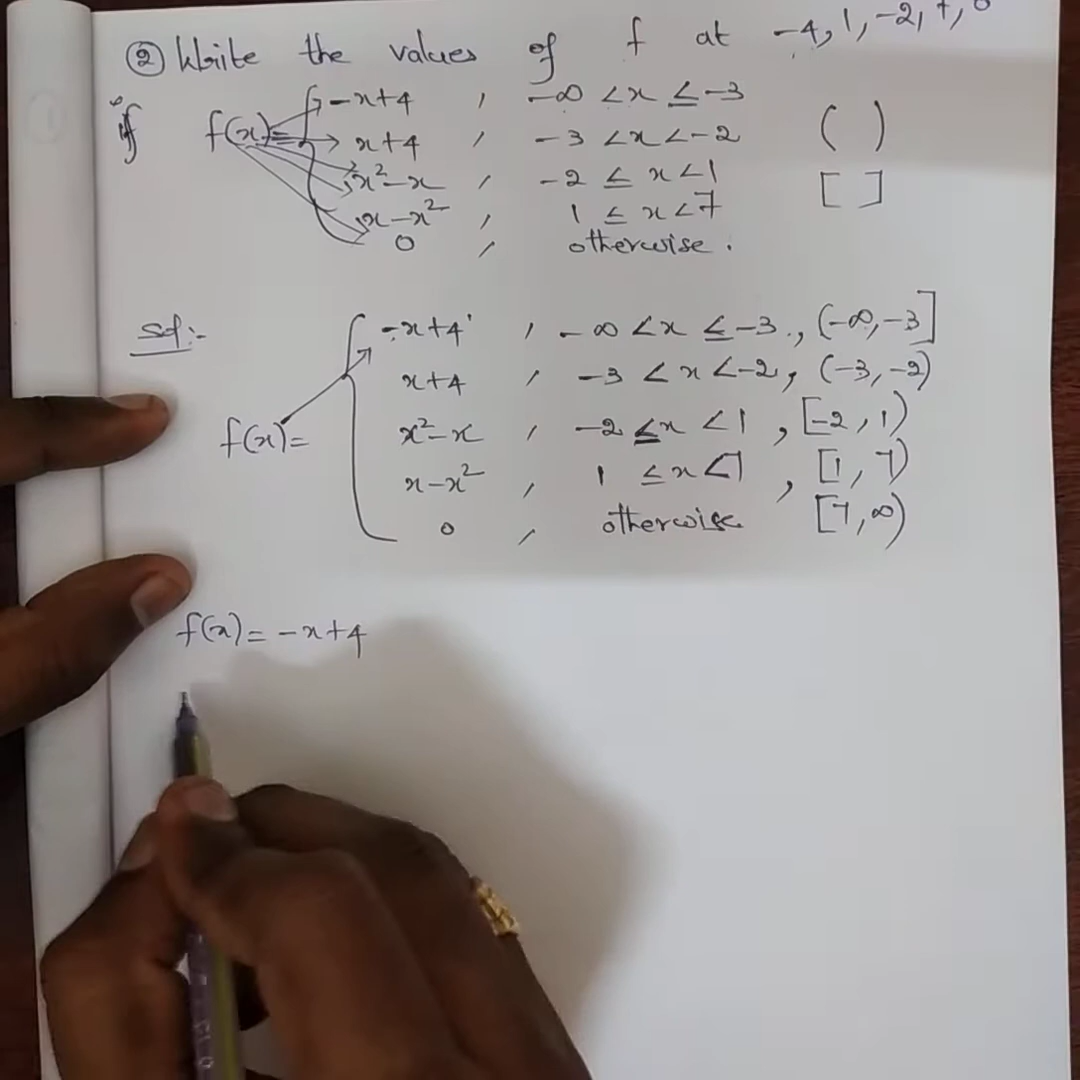 ② Write the values of f at -4, 1, -2, 7, 0
if f(x)= { -x+4 , -∞ <x ≤ -3
x+4 , -3 <x< -2 ( )
x²-x , -2 ≤ x <1 [ ]
x-x² , 1 ≤ x <7
0 , otherwise .
Sol:-
f(x)= { -x+4 , -∞ <x ≤ -3 , (-∞, -3]
x+4 , -3 < x < -2 , (-3, -2)
x²-x , -2 ≤ x < 1 , [-2, 1)
x-x² , 1 ≤ x < 7 , [1, 7)
0 , otherwise [7, ∞)
f(x)= -x+4